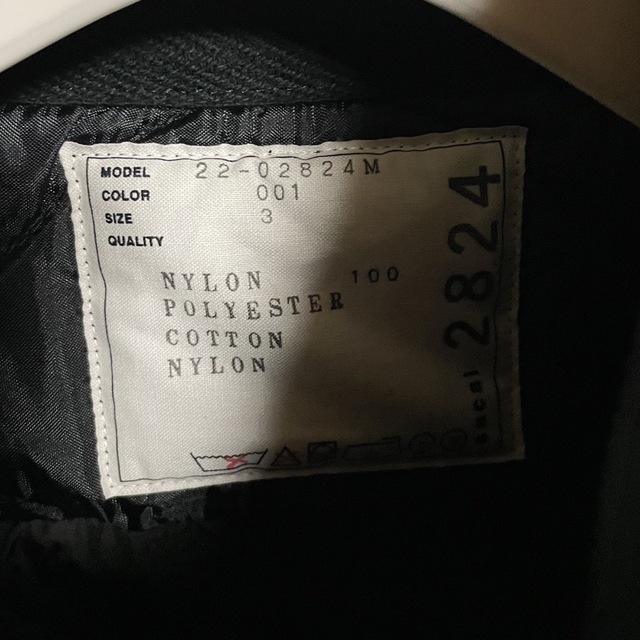 MODEL 22-02824M
COLOR 001
SIZE 3
QUALITY
NYLON 100
POLYESTER
COTTON
NYLON
sacai 2824